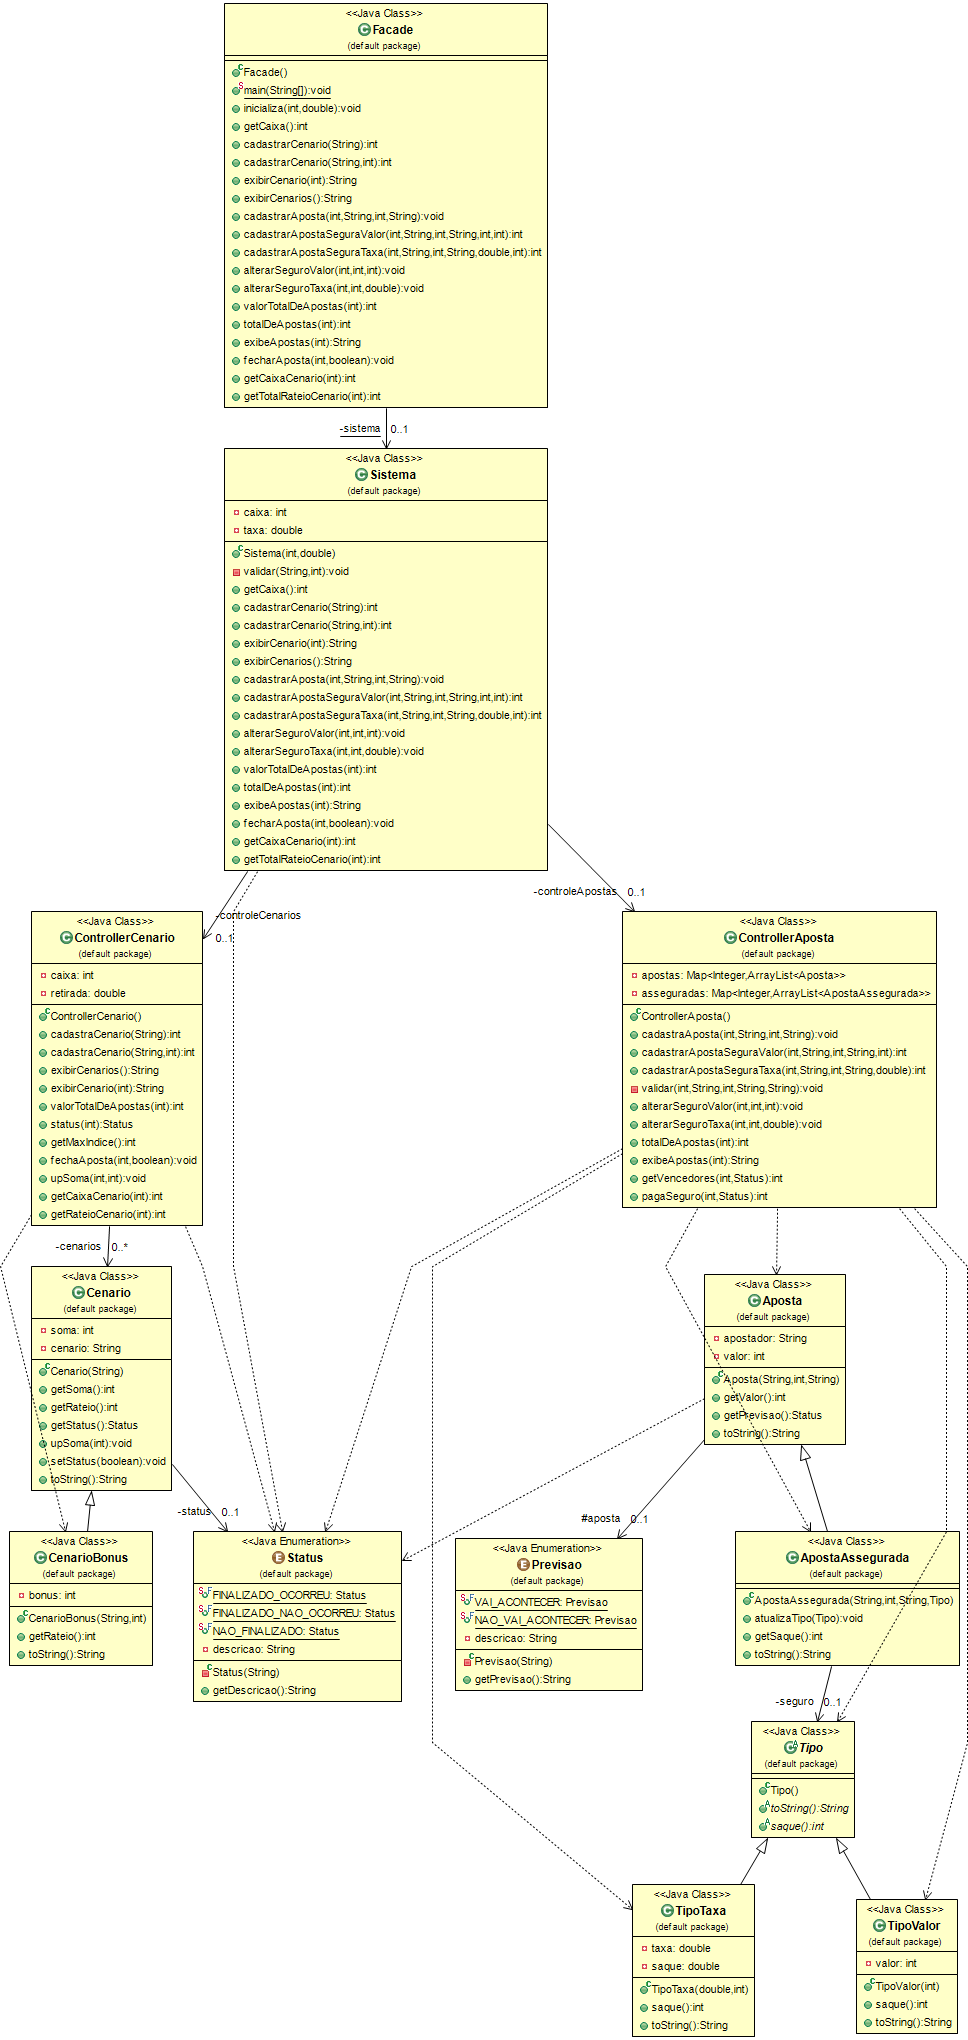 <<Java Class>>
Facade
(default package)
Facade()
main(String[]):void
inicializa(int,double):void
getCaixa():int
cadastrarCenario(String):int
cadastrarCenario(String,int):int
exibirCenario(int):String
exibirCenarios():String
cadastrarAposta(int,String,int,String):void
cadastrarApostaSeguraValor(int,String,int,String,int,int):int
cadastrarApostaSeguraTaxa(int,String,int,String,double,int):int
alterarSeguroValor(int,int,int):void
alterarSeguroTaxa(int,int,double):void
valorTotalDeApostas(int):int
totalDeApostas(int):int
exibeApostas(int):String
fecharAposta(int,boolean):void
getCaixaCenario(int):int
getTotalRateioCenario(int):int
-sistema 0..1
<<Java Class>>
Sistema
(default package)
caixa: int
taxa: double
Sistema(int,double)
validar(String,int):void
getCaixa():int
cadastrarCenario(String):int
cadastrarCenario(String,int):int
exibirCenario(int):String
exibirCenarios():String
cadastrarAposta(int,String,int,String):void
cadastrarApostaSeguraValor(int,String,int,String,int,int):int
cadastrarApostaSeguraTaxa(int,String,int,String,double,int):int
alterarSeguroValor(int,int,int):void
alterarSeguroTaxa(int,int,double):void
valorTotalDeApostas(int):int
totalDeApostas(int):int
exibeApostas(int):String
fecharAposta(int,boolean):void
getCaixaCenario(int):int
getTotalRateioCenario(int):int
-controleCenarios
0..1
-controleApostas 0..1
<<Java Class>>
ControllerCenario
(default package)
caixa: int
retirada: double
ControllerCenario()
cadastraCenario(String):int
cadastraCenario(String,int):int
exibirCenarios():String
exibirCenario(int):String
valorTotalDeApostas(int):int
status(int):Status
getMaxIndice():int
fechaAposta(int,boolean):void
upSoma(int,int):void
getCaixaCenario(int):int
getRateioCenario(int):int
<<Java Class>>
ControllerAposta
(default package)
apostas: Map<Integer,ArrayList<Aposta>>
asseguradas: Map<Integer,ArrayList<ApostaAssegurada>>
ControllerAposta()
cadastraAposta(int,String,int,String):void
cadastrarApostaSeguraValor(int,String,int,String,int):int
cadastrarApostaSeguraTaxa(int,String,int,String,double):int
validar(int,String,int,String,String):void
alterarSeguroValor(int,int,int):void
alterarSeguroTaxa(int,int,double):void
totalDeApostas(int):int
exibeApostas(int):String
getVencedores(int,Status):int
pagaSeguro(int,Status):int
-cenarios 0..*
<<Java Class>>
Cenario
(default package)
soma: int
cenario: String
Cenario(String)
getSoma():int
getRateio():int
getStatus():Status
upSoma(int):void
setStatus(boolean):void
toString():String
<<Java Class>>
Aposta
(default package)
apostador: String
valor: int
Aposta(String,int,String)
getValor():int
getPrevisao():Status
toString():String
-status 0..1
#aposta 0..1
<<Java Class>>
CenarioBonus
(default package)
bonus: int
CenarioBonus(String,int)
getRateio():int
toString():String
<<Java Enumeration>>
Status
(default package)
FINALIZADO_OCORREU: Status
FINALIZADO_NAO_OCORREU: Status
NAO_FINALIZADO: Status
descricao: String
Status(String)
getDescricao():String
<<Java Enumeration>>
Previsao
(default package)
VAI_ACONTECER: Previsao
NAO_VAI_ACONTECER: Previsao
descricao: String
Previsao(String)
getPrevisao():String
<<Java Class>>
ApostaAssegurada
(default package)
ApostaAssegurada(String,int,String,Tipo)
atualizaTipo(Tipo):void
getSaque():int
toString():String
-seguro 0..1
<<Java Class>>
Tipo
(default package)
Tipo()
toString():String
saque():int
<<Java Class>>
TipoTaxa
(default package)
taxa: double
saque: double
TipoTaxa(double,int)
saque():int
toString():String
<<Java Class>>
TipoValor
(default package)
valor: int
TipoValor(int)
saque():int
toString():String